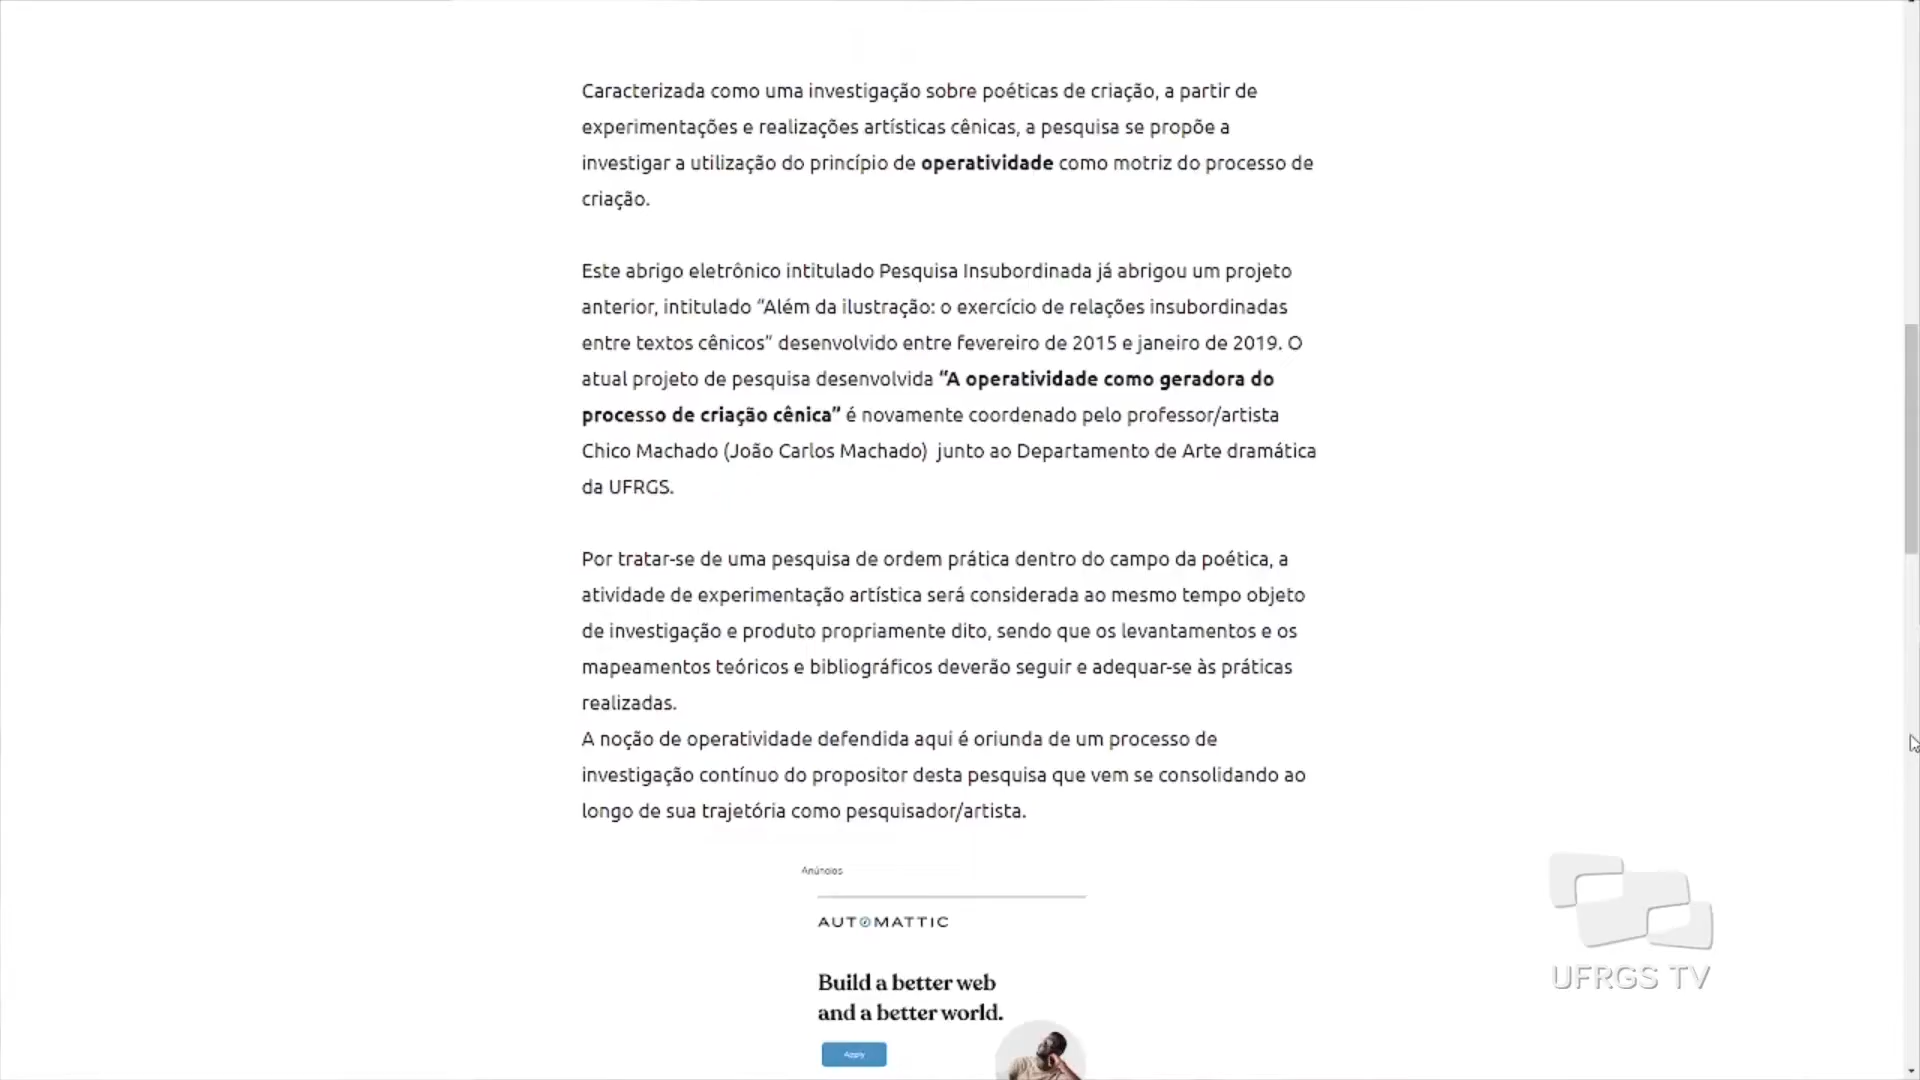 Caracterizada como uma investigação sobre poéticas de criação, a partir de
experimentações e realizações artísticas cênicas, a pesquisa se propõe a
investigar a utilização do princípio de operatividade como motriz do processo de
criação.
Este abrigo eletrônico intitulado Pesquisa Insubordinada já abrigou um projeto
anterior, intitulado “Além da ilustração: o exercício de relações insubordinadas
entre textos cênicos” desenvolvido entre fevereiro de 2015 e janeiro de 2019. O
atual projeto de pesquisa desenvolvida “A operatividade como geradora do
processo de criação cênica” é novamente coordenado pelo professor/artista
Chico Machado (João Carlos Machado)  junto ao Departamento de Arte dramática
da UFRGS.
Por tratar-se de uma pesquisa de ordem prática dentro do campo da poética, a
atividade de experimentação artística será considerada ao mesmo tempo objeto
de investigação e produto propriamente dito, sendo que os levantamentos e os
mapeamentos teóricos e bibliográficos deverão seguir e adequar-se às práticas
realizadas.
A noção de operatividade defendida aqui é oriunda de um processo de
investigação contínuo do propositor desta pesquisa que vem se consolidando ao
longo de sua trajetória como pesquisador/artista.
Anúncios
AUTOMATTIC
Build a better web
and a better world.
Apply
UFRGS TV